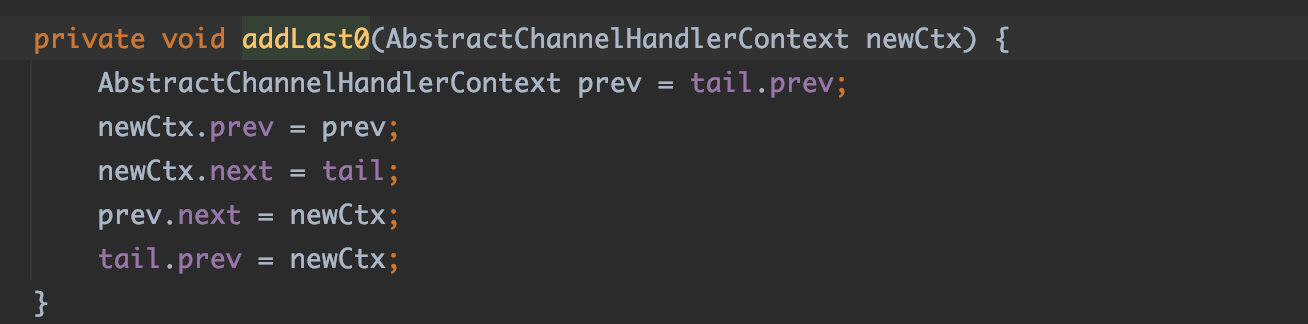 private void addLast0(AbstractChannelHandlerContext newCtx) {
    AbstractChannelHandlerContext prev = tail.prev;
    newCtx.prev = prev;
    newCtx.next = tail;
    prev.next = newCtx;
    tail.prev = newCtx;
}